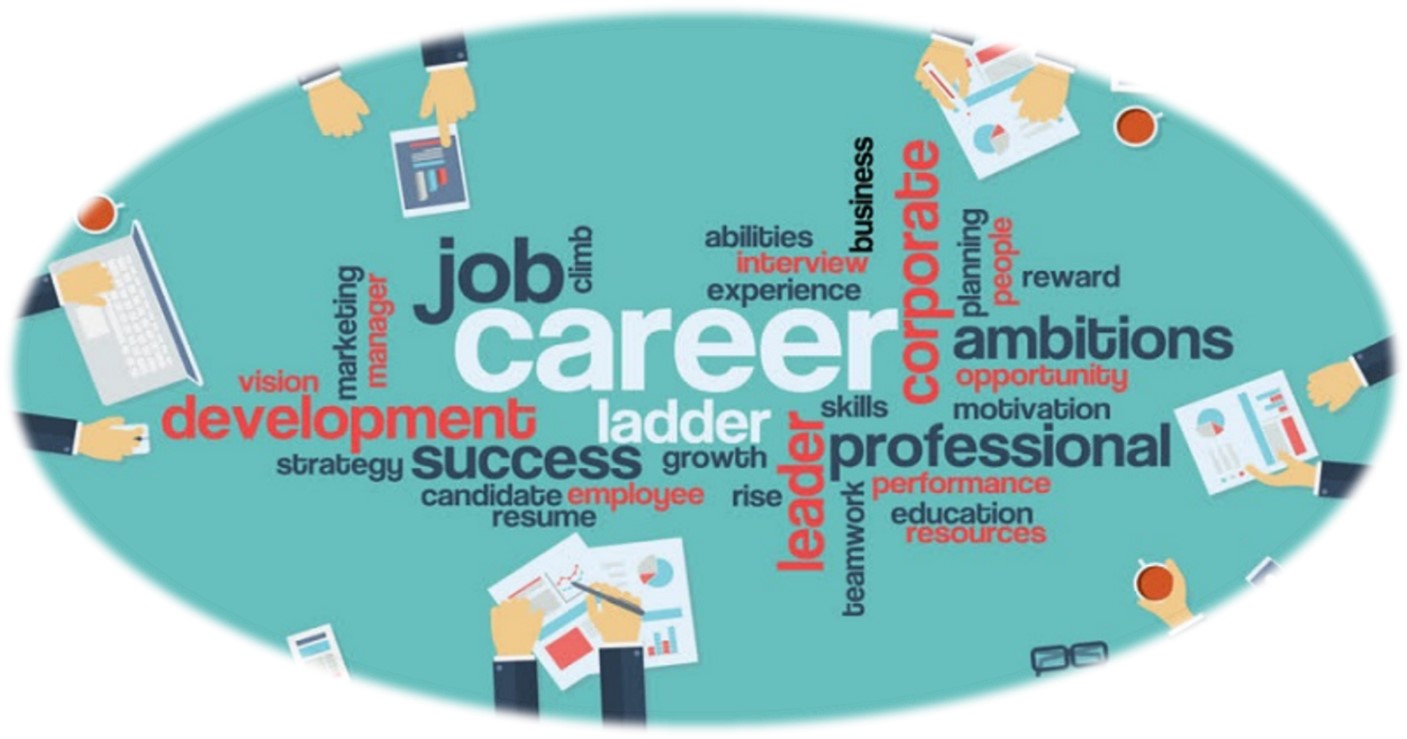 business
corporate
abilities
job
climb
interview
planning
people
reward
marketing
manager
experience
career
ambitions
vision
opportunity
development
ladder
skills
motivation
strategy
success
growth
leader
professional
candidate
employee
rise
performance
resume
teamwork
education
resources